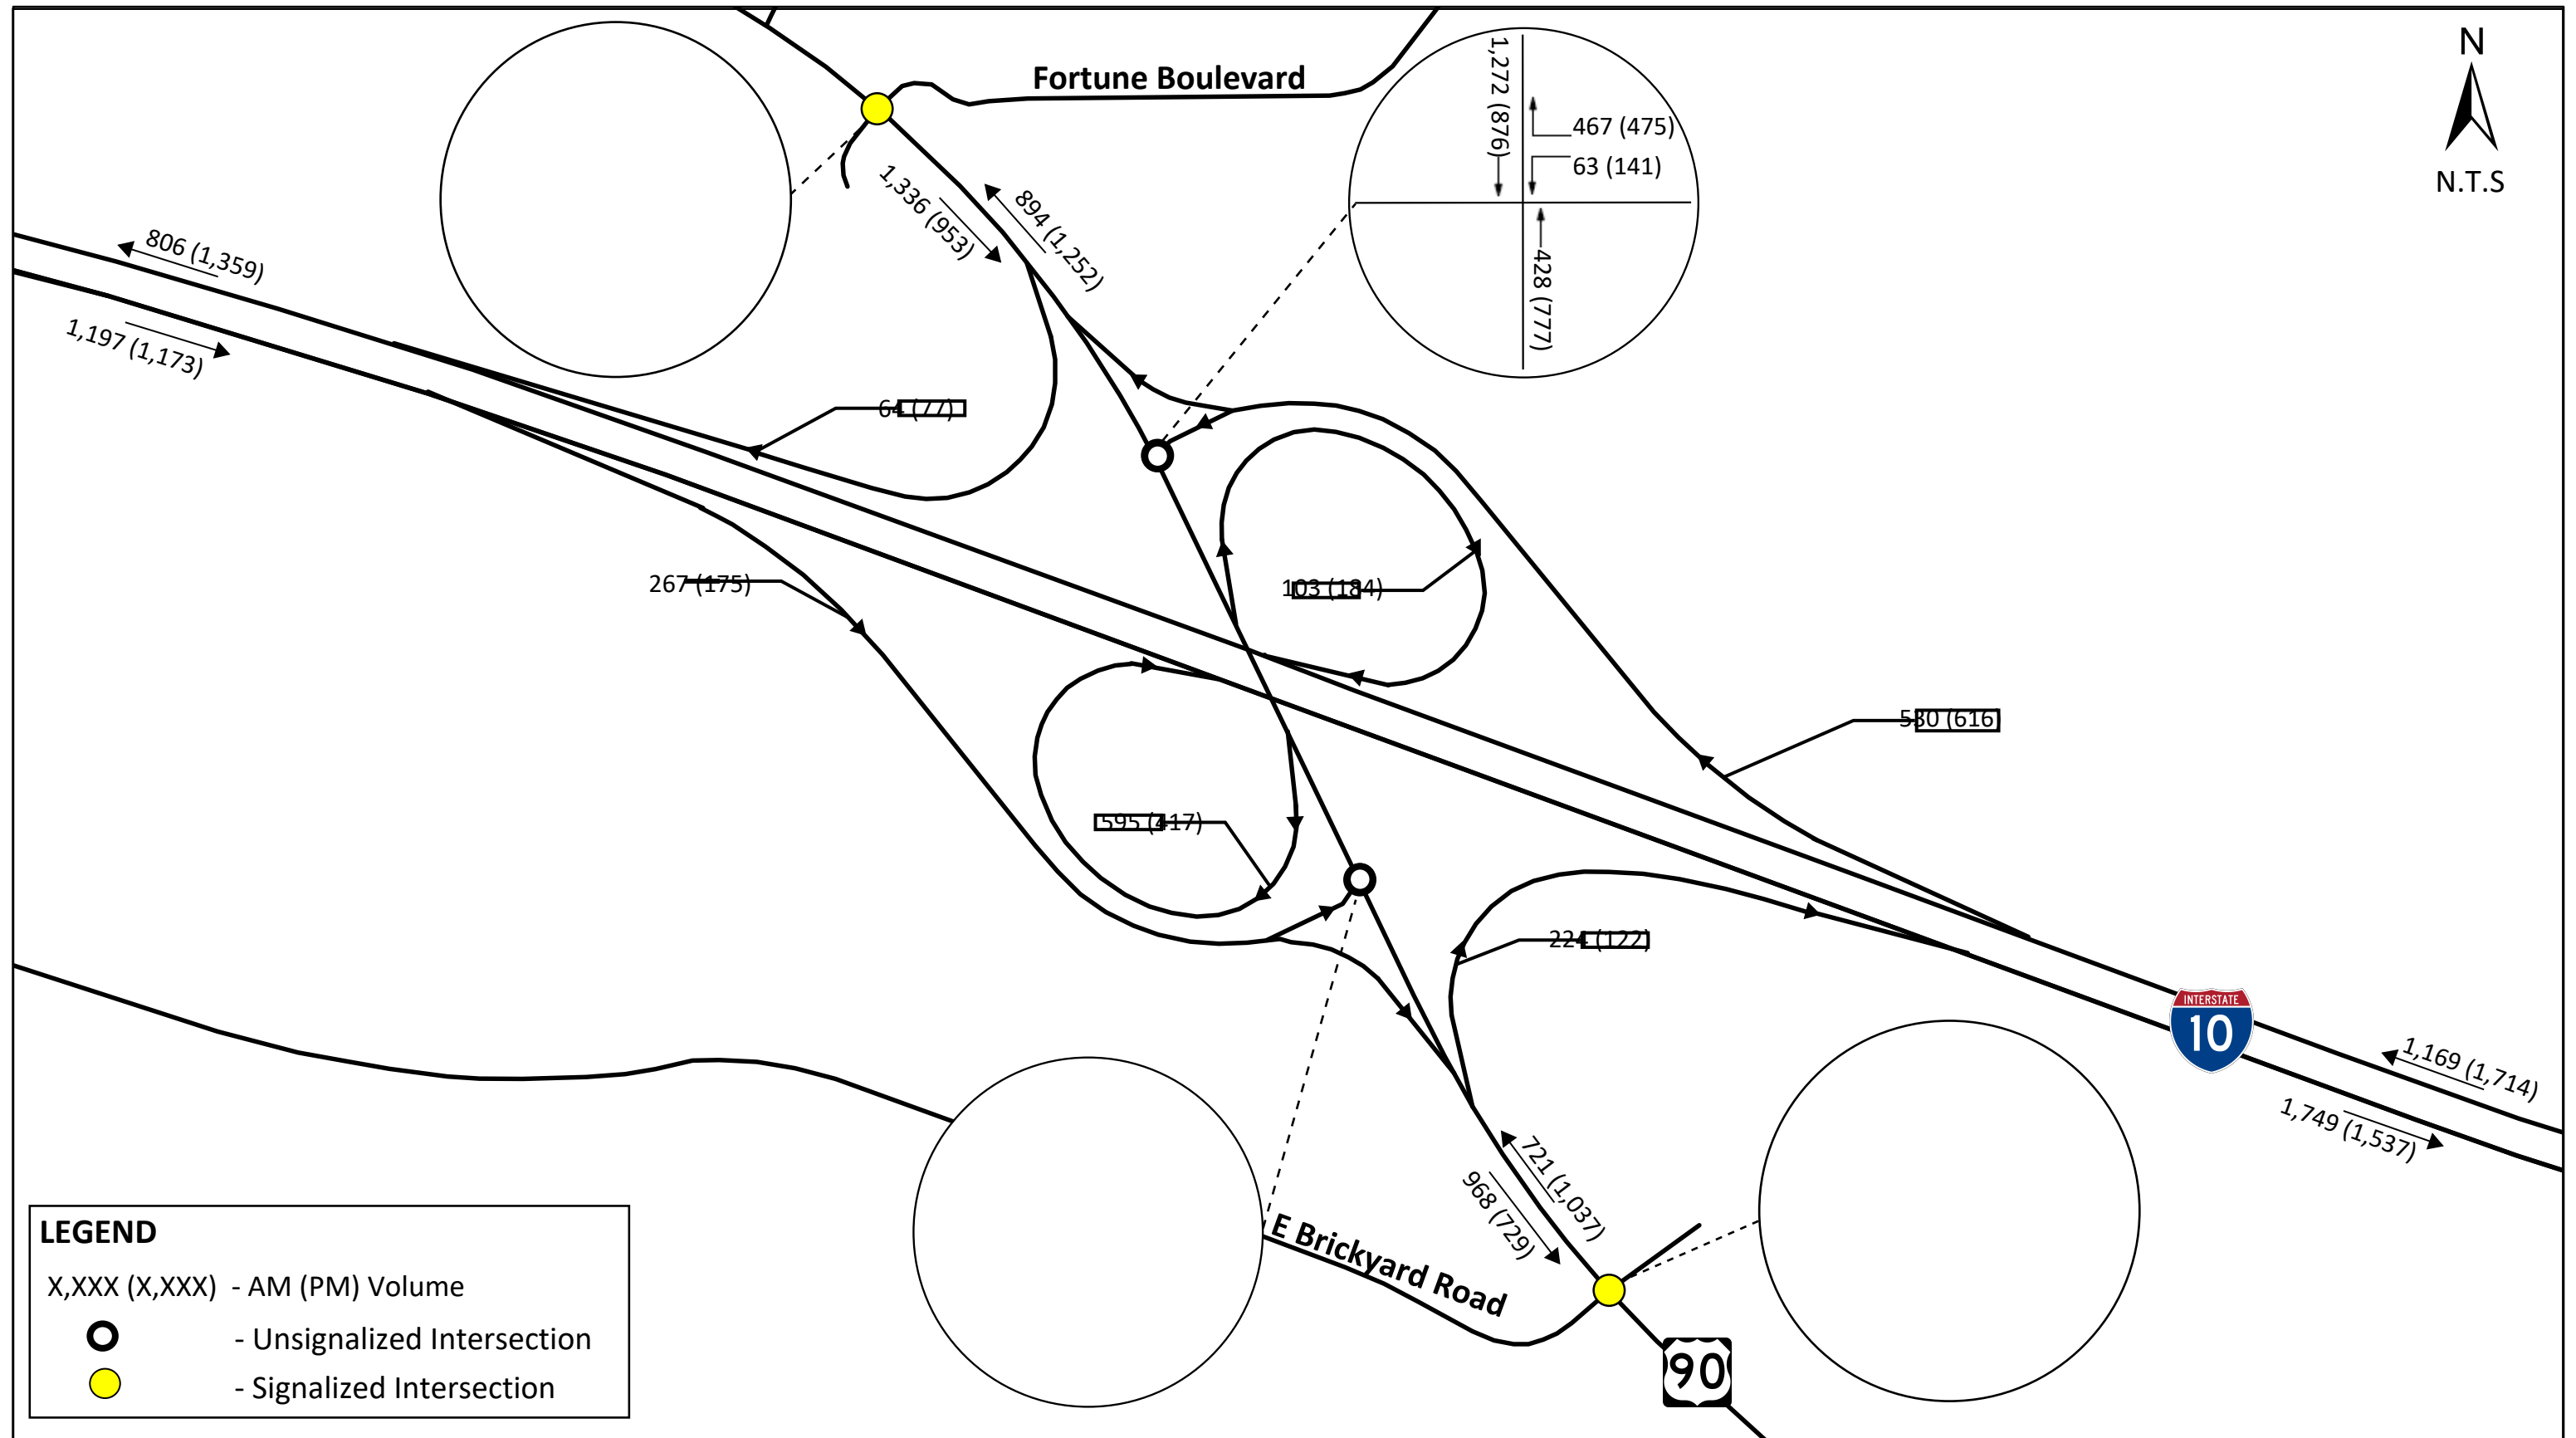 N
N.T.S
Fortune Boulevard
1,272 (876)
467 (475)
63 (141)
428 (777)
1,336 (953)
894 (1,252)
806 (1,359)
1,197 (1,173)
64 (77)
267 (175)
103 (184)
530 (616)
595 (417)
224 (122)
INTERSTATE
10
1,169 (1,714)
1,749 (1,537)
721 (1,037)
968 (729)
E Brickyard Road
90
LEGEND
X,XXX (X,XXX) - AM (PM) Volume
- Unsignalized Intersection
- Signalized Intersection